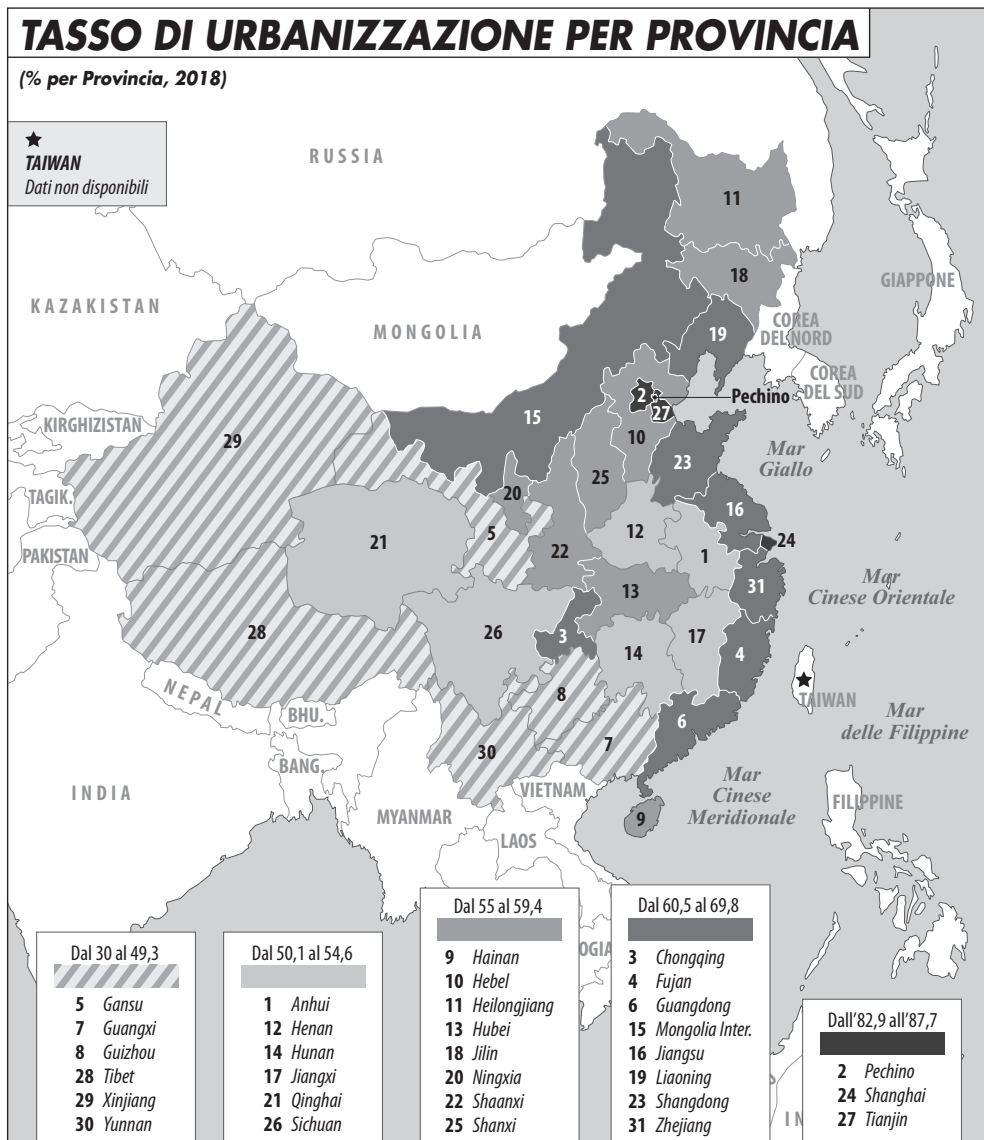 TASSO DI URBANIZZAZIONE PER PROVINCIA
(% per Provincia, 2018)
TAIWAN
Dati non disponibili
RUSSIA
KAZAKISTAN
MONGOLIA
GIAPPONE
COREA
DEL NORD
COREA
DEL SUD
KIRGHIZISTAN
TAGIK.
PAKISTAN
Pechino
Mar
Giallo
Mar
Cinese Orientale
NEPAL
BHU.
BANG.
INDIA
MYANMAR
VIETNAM
LAOS
TAIWAN
Mar
delle Filippine
Mar
Cinese
Meridionale
FILIPPINE
11
18
19
2
27
15
10
29
25
23
20
16
5
12
21
24
22
1
13
31
28
26
3
14
17
4
8
6
7
30
9
OGIA
IN
Dal 30 al 49,3
5 Gansu
7 Guangxi
8 Guizhou
28 Tibet
29 Xinjiang
30 Yunnan
Dal 50,1 al 54,6
1 Anhui
12 Henan
14 Hunan
17 Jiangxi
21 Qinghai
26 Sichuan
Dal 55 al 59,4
9 Hainan
10 Hebel
11 Heilongjiang
13 Hubei
18 Jilin
20 Ningxia
22 Shaanxi
25 Shanxi
Dal 60,5 al 69,8
3 Chongqing
4 Fujan
6 Guangdong
15 Mongolia Inter.
16 Jiangsu
19 Liaoning
23 Shangdong
31 Zhejiang
Dall'82,9 all'87,7
2 Pechino
24 Shanghai
27 Tianjin